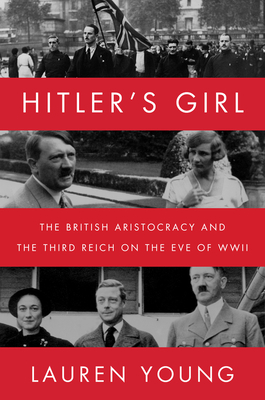 HITLER'S GIRL
THE BRITISH ARISTOCRACY AND
THE THIRD REICH ON THE EVE OF WWII
LAUREN YOUNG